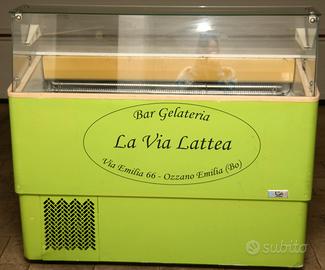 Bar Gelateria
La Via Lattea
Via Emilia 66 - Ozzano Emilia (Bo)
subito